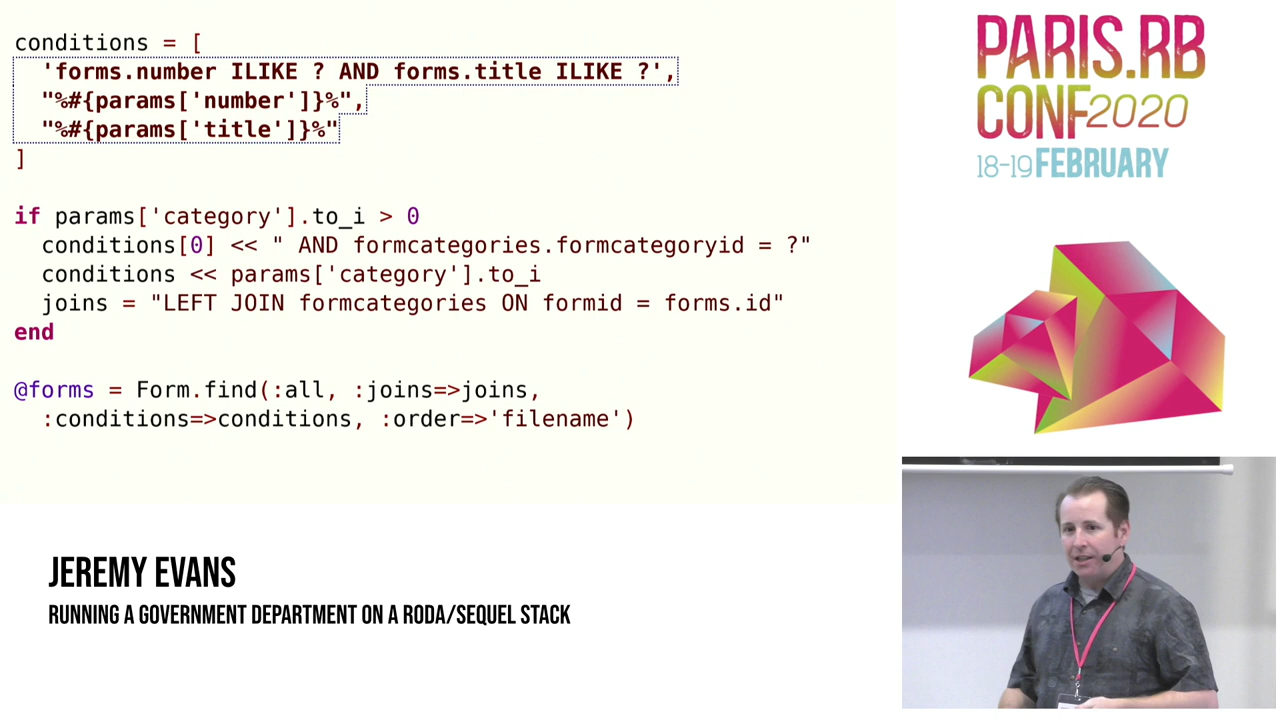 conditions = [
  'forms.number ILIKE ? AND forms.title ILIKE ?',
  "%#{params['number']}%",
  "%#{params['title']}%"
]
if params['category'].to_i > 0
  conditions[0] << " AND formcategories.formcategoryid = ?"
  conditions << params['category'].to_i
  joins = "LEFT JOIN formcategories ON formid = forms.id"
end
@forms = Form.find(:all, :joins=>joins,
  :conditions=>conditions, :order=>'filename')
PARIS.RB
CONF2020
18-19 FEBRUARY
JEREMY EVANS
RUNNING A GOVERNMENT DEPARTMENT ON A RODA/SEQUEL STACK